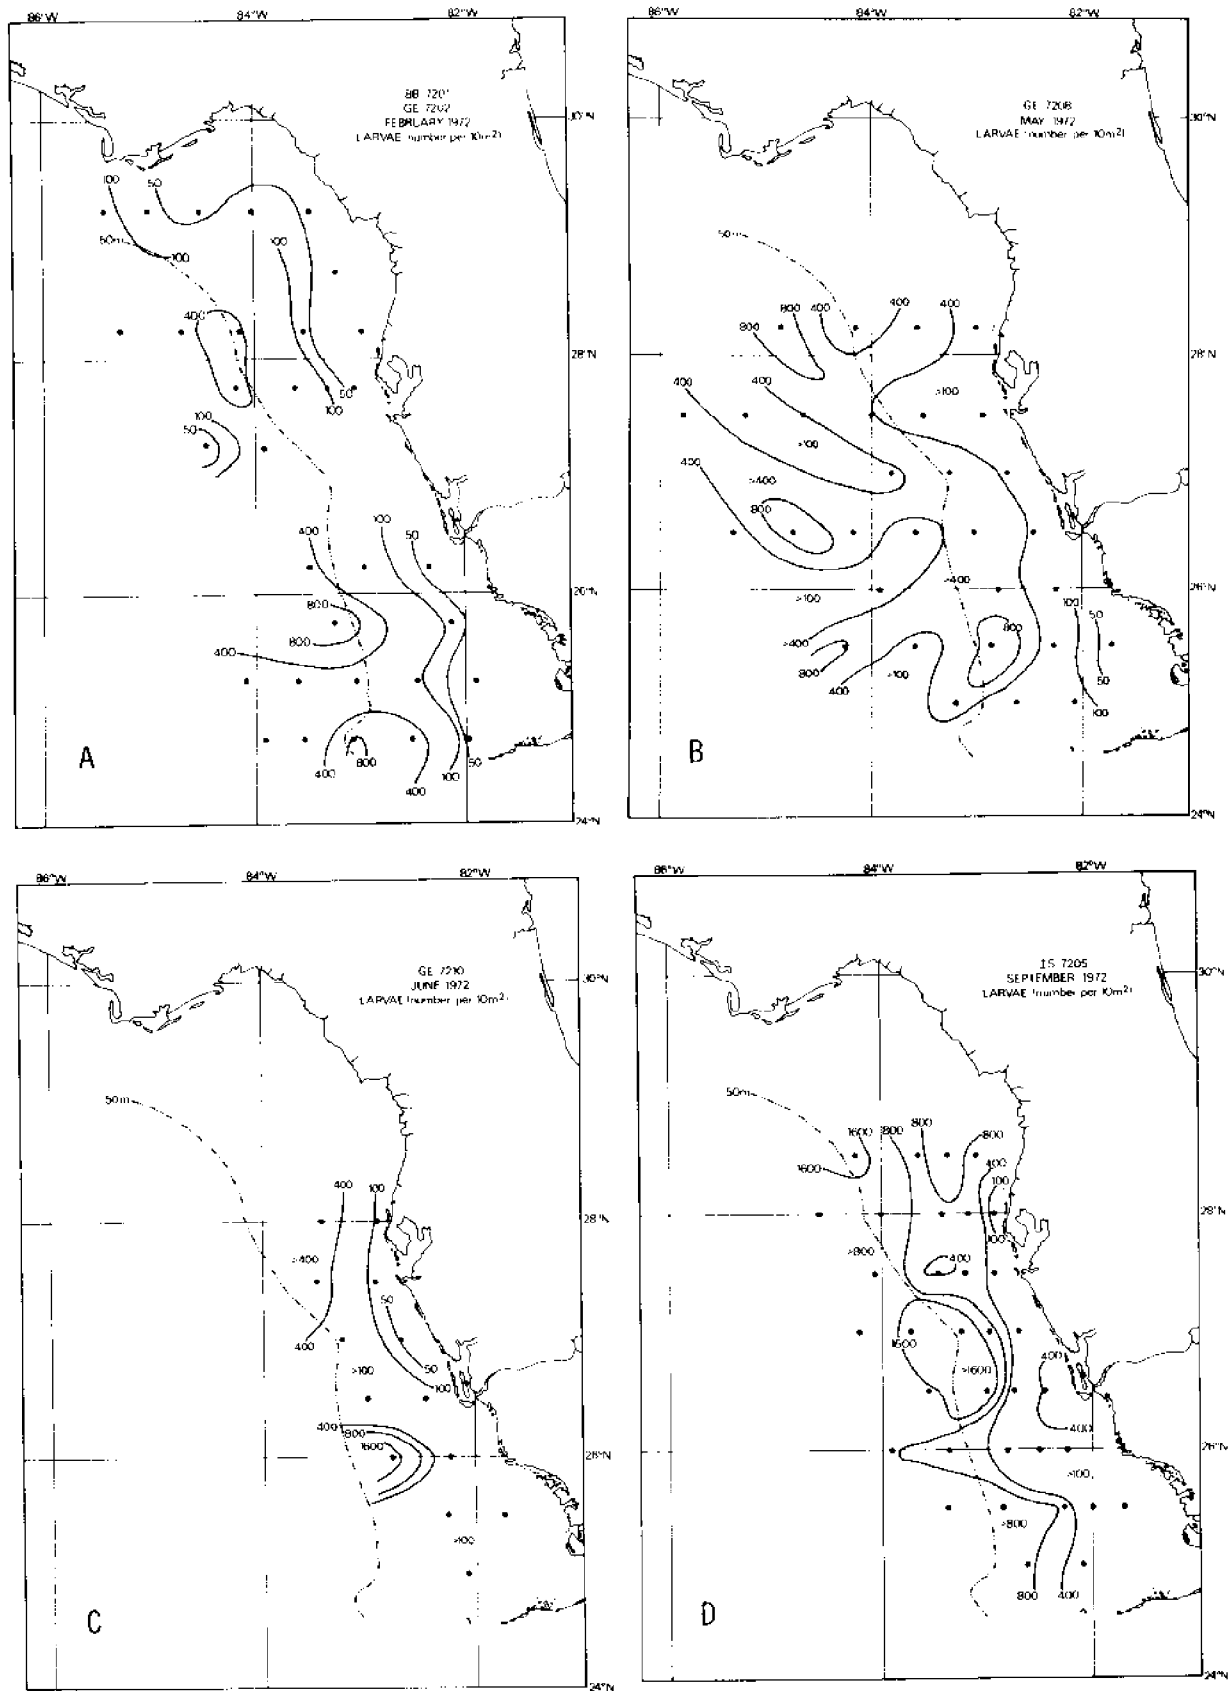 86°W 84°W 82°W
BB 7201
GE 7202
FEBRUARY 1972
LARVAE (number per 10m²)
30°N
100 50
50m 100 100
400
28°N
50
100
100
50
400 100 50
26°N
800
800
400
A
800
400 400 100 50
24°N
86°W 84°W 82°W
GE 7208
MAY 1972
LARVAE (number per 10m²)
30°N
50m
800 400 400 400
800
28°N
400 400 >100
>100
400 >400
800
26°N
>400
>100 100 50
800
>400
800 400 >100 50
100
B
24°N
86°W 84°W 82°W
GE 7210
JUNE 1972
LARVAE (number per 10m²)
30°N
50m
400 100
28°N
>400
50
400
>100 50
100
400
800
1600
26°N
>100
C
24°N
86°W 84°W 82°W
IS 7205
SEPTEMBER 1972
LARVAE (number per 10m²)
30°N
50m
1600 800 800 800
1600 400
100
28°N
100
>800 400
1600 >1600 400
400
26°N
>100
>800
800 400
D
24°N